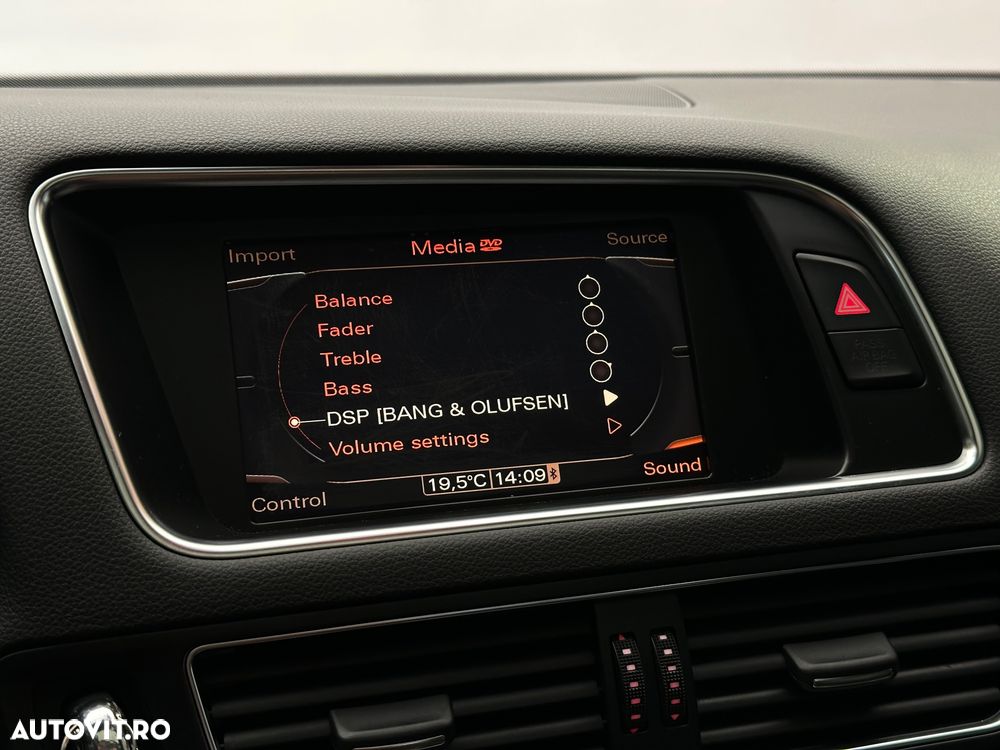 Import
Media DVD
Source
Balance
Fader
Treble
Bass
DSP [BANG & OLUFSEN]
Volume settings
19,5°C 14:09
Sound
Control
AUTOVIT.RO